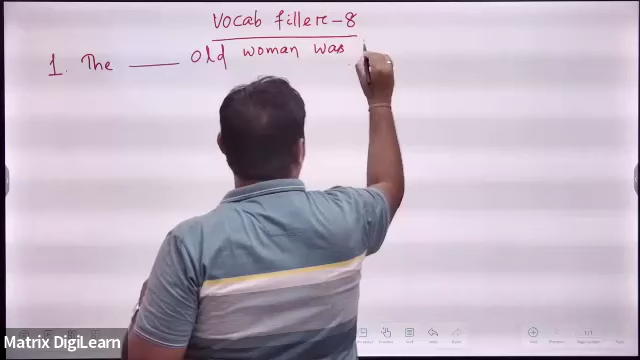 Vocab fillers-8
1. The ____ Old woman was
Matrix DigiLearn